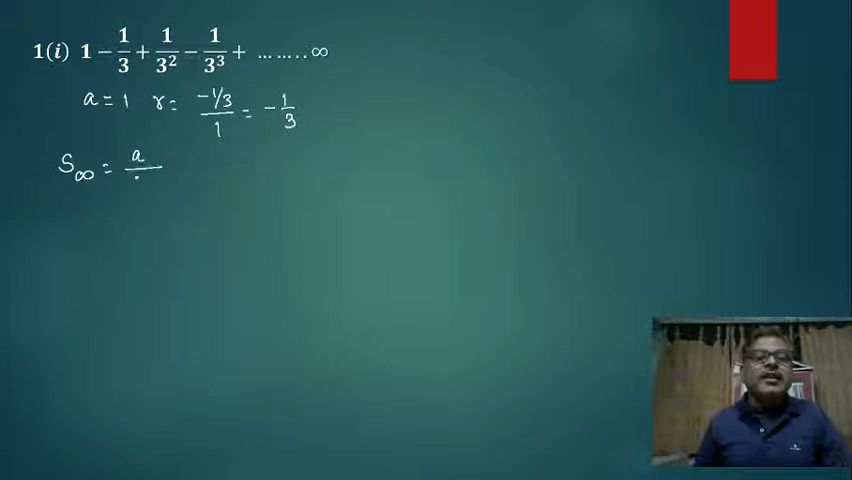 1(i) 1 − 1/3 + 1/3² − 1/3³ + ........∞
a = 1 r = (−1/3)/1 = −1/3
S∞ = a/